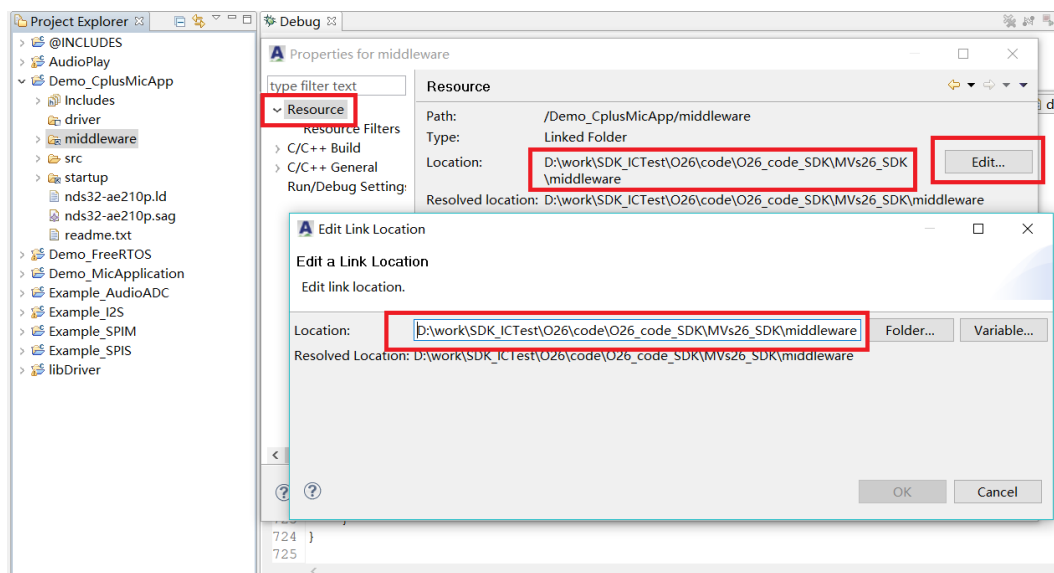 Project Explorer
@INCLUDES
AudioPlay
Demo_CplusMicApp
Includes
driver
middleware
src
startup
nds32-ae210p.ld
nds32-ae210p.sag
readme.txt
Demo_FreeRTOS
Demo_MicApplication
Example_AudioADC
Example_I2S
Example_SPIM
Example_SPIS
libDriver
Debug
Properties for middleware
type filter text
Resource
Resource Filters
C/C++ Build
C/C++ General
Run/Debug Setting
Resource
Path: /Demo_CplusMicApp/middleware
Type: Linked Folder
Location: D:\work\SDK_ICTest\O26\code\O26_code_SDK\MVs26_SDK
\middleware
Edit...
Resolved location: D:\work\SDK_ICTest\O26\code\O26_code_SDK\MVs26_SDK\middleware
Edit Link Location
Edit a Link Location
Edit link location.
Location: D:\work\SDK_ICTest\O26\code\O26_code_SDK\MVs26_SDK\middleware Folder... Variable...
Resolved Location: D:\work\SDK_ICTest\O26\code\O26_code_SDK\MVs26_SDK\middleware
OK Cancel
724 }
725